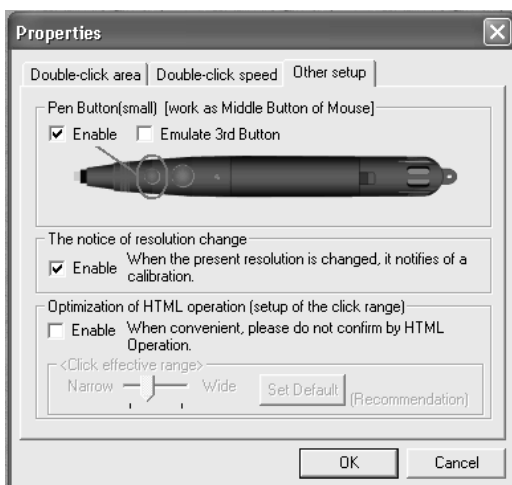 Properties
Double-click area Double-click speed Other setup
Pen Button(small) [work as Middle Button of Mouse]
Enable Emulate 3rd Button
The notice of resolution change
Enable When the present resolution is changed, it notifies of a
calibration.
Optimization of HTML operation (setup of the click range)
Enable When convenient, please do not confirm by HTML
Operation.
<Click effective range>
Narrow Wide Set Default (Recommendation)
OK Cancel